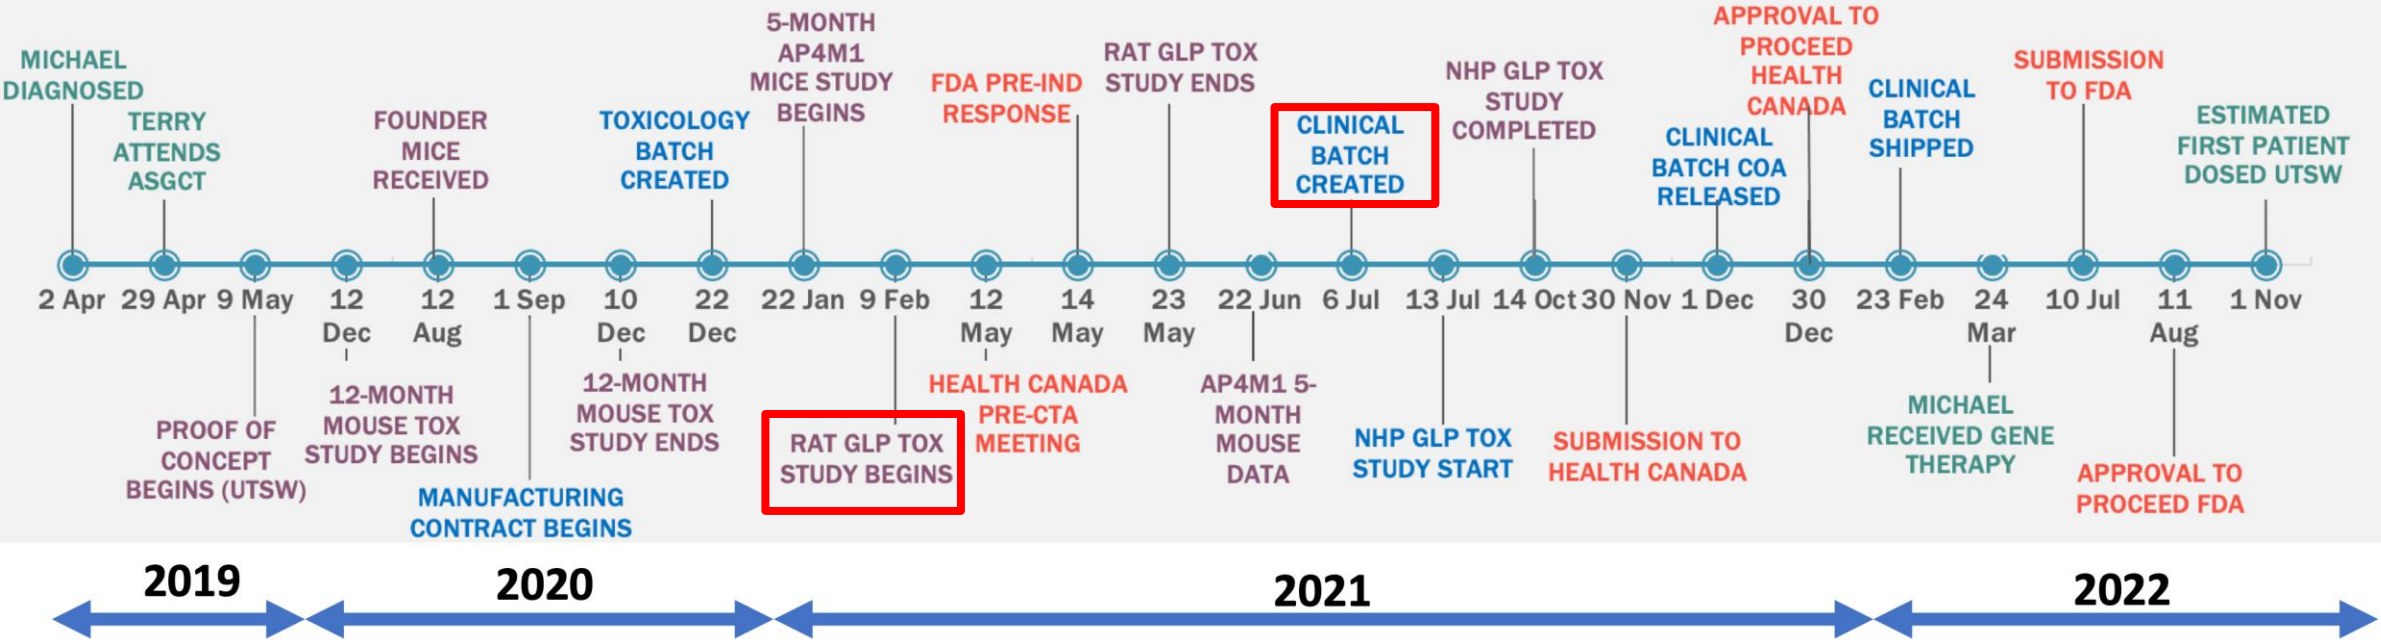 MICHAEL
DIAGNOSED
TERRY
ATTENDS
ASGCT
FOUNDER
MICE
RECEIVED
TOXICOLOGY
BATCH
CREATED
5-MONTH
AP4M1
MICE STUDY
BEGINS
FDA PRE-IND
RESPONSE
RAT GLP TOX
STUDY ENDS
CLINICAL
BATCH
CREATED
NHP GLP TOX
STUDY
COMPLETED
CLINICAL
BATCH COA
RELEASED
APPROVAL TO
PROCEED
HEALTH
CANADA
CLINICAL
BATCH
SHIPPED
SUBMISSION
TO FDA
ESTIMATED
FIRST PATIENT
DOSED UTSW
2 Apr
29 Apr
9 May
12
Dec
12
Aug
1 Sep
10
Dec
22
Dec
22 Jan
9 Feb
12
May
14
May
23
May
22 Jun
6 Jul
13 Jul
14 Oct
30 Nov
1 Dec
30
Dec
23 Feb
24
Mar
10 Jul
11
Aug
1 Nov
PROOF OF
CONCEPT
BEGINS (UTSW)
12-MONTH
MOUSE TOX
STUDY BEGINS
MANUFACTURING
CONTRACT BEGINS
12-MONTH
MOUSE TOX
STUDY ENDS
RAT GLP TOX
STUDY BEGINS
HEALTH CANADA
PRE-CTA
MEETING
AP4M1 5-
MONTH
MOUSE
DATA
NHP GLP TOX
STUDY START
SUBMISSION TO
HEALTH CANADA
MICHAEL
RECEIVED GENE
THERAPY
APPROVAL TO
PROCEED FDA
2019
2020
2021
2022